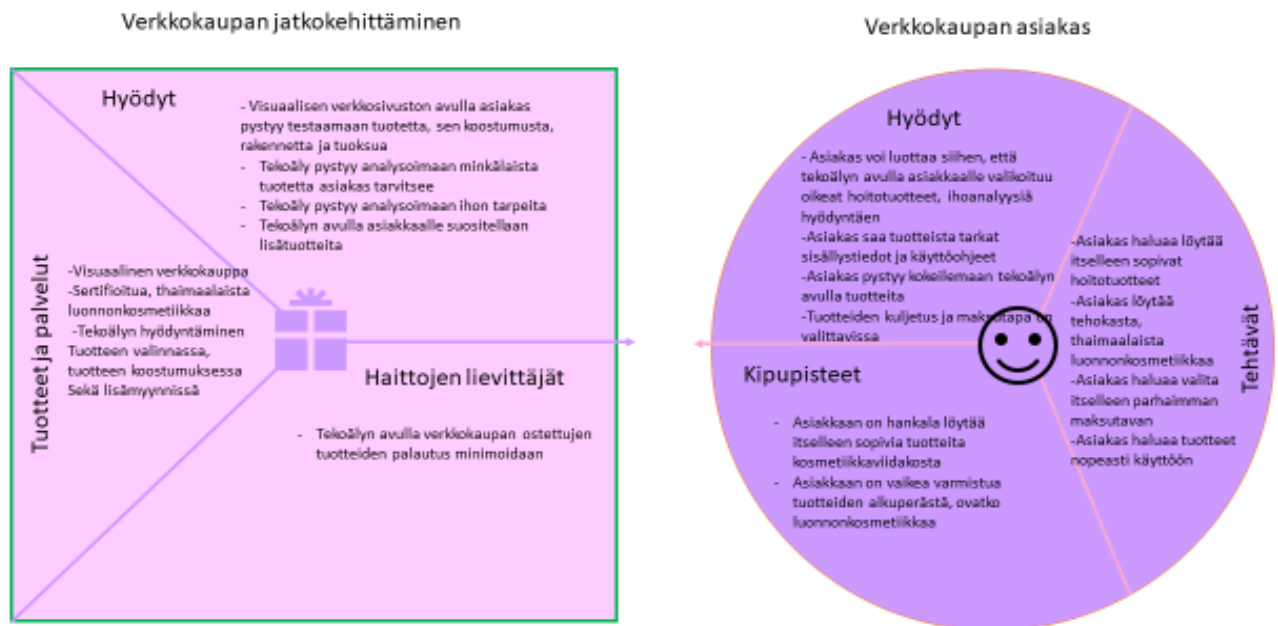 Verkkokaupan jatkokehittäminen
Hyödyt
- Visuaalisen verkkosivuston avulla asiakas
pystyy testaamaan tuotetta, sen koostumusta,
rakennetta ja tuoksua
- Tekoäly pystyy analysoimaan minkälaista
tuotetta asiakas tarvitsee
- Tekoäly pystyy analysoimaan ihon tarpeita
- Tekoälyn avulla asiakkaalle suositellaan
lisätuotteita
Tuotteet ja palvelut
-Visuaalinen verkkokauppa
-Sertifioitua, thaimaalaista
luonnonkosmetiikkaa
-Tekoälyn hyödyntäminen
Tuotteen valinnassa,
tuotteen koostumuksessa
Sekä lisämyynnissä
Haittojen lievittäjät
- Tekoälyn avulla verkkokaupan ostettujen
tuotteiden palautus minimoidaan
Verkkokaupan asiakas
Hyödyt
- Asiakas voi luottaa siihen, että
tekoälyn avulla asiakkaalle valikoituu
oikeat hoitotuotteet, ihoanalyysiä
hyödyntäen
-Asiakas saa tuotteista tarkat
sisällystiedot ja käyttöohjeet
-Asiakas pystyy kokeilemaan tekoälyn
avulla tuotteita
-Tuotteiden kuljetus ja maksutapa on
valittavissa
Kipupisteet
- Asiakkaan on hankala löytää
itselleen sopivia tuotteita
kosmetiikkaviidakosta
- Asiakkaan on vaikea varmistua
tuotteiden alkuperästä, ovatko
luonnonkosmetiikkaa
Tehtävät
-Asiakas haluaa löytää
itselleen sopivat
hoitotuotteet
-Asiakas löytää
tehokasta,
thaimaalaista
luonnonkosmetiikkaa
-Asiakas haluaa valita
itselleen parhaimman
maksutavan
-Asiakas haluaa tuotteet
nopeasti käyttöön